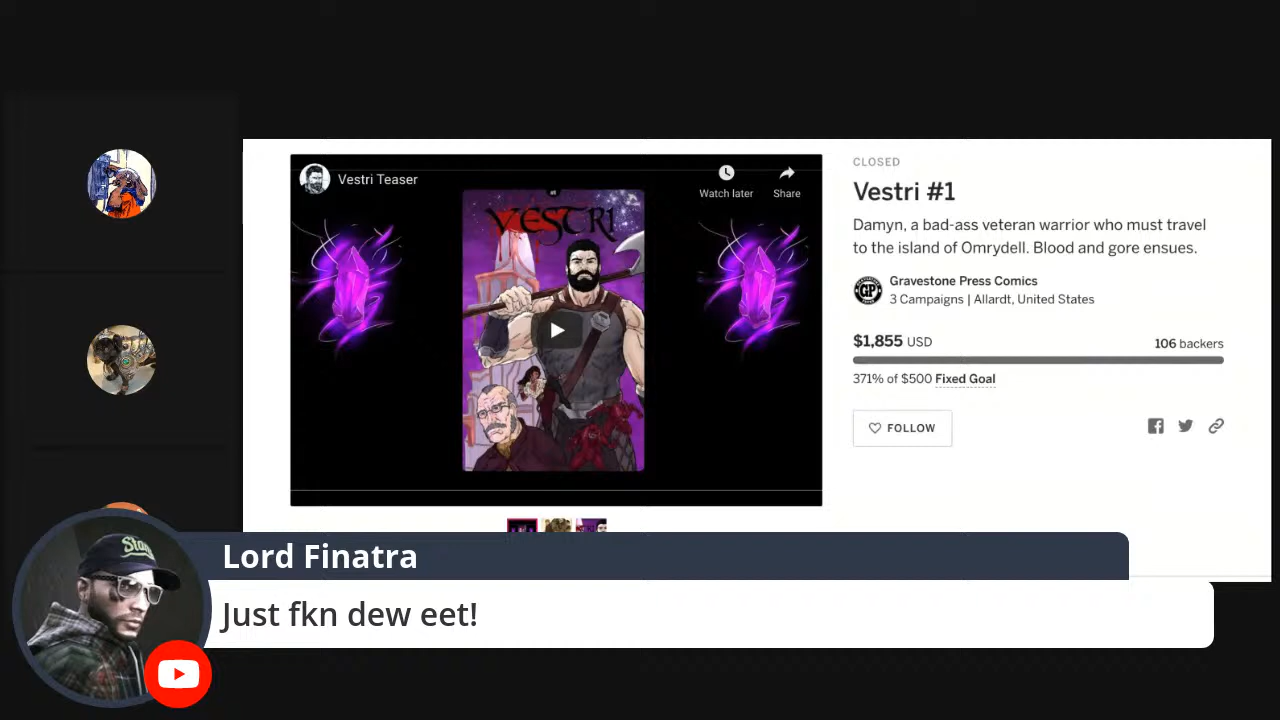 Vestri Teaser
Watch later
Share
VESTRI
CLOSED
Vestri #1
Damyn, a bad-ass veteran warrior who must travel
to the island of Omrydell. Blood and gore ensues.
GP
Gravestone Press Comics
3 Campaigns | Allardt, United States
$1,855 USD
106 backers
371% of $500 Fixed Goal
FOLLOW
Lord Finatra
Just fkn dew eet!